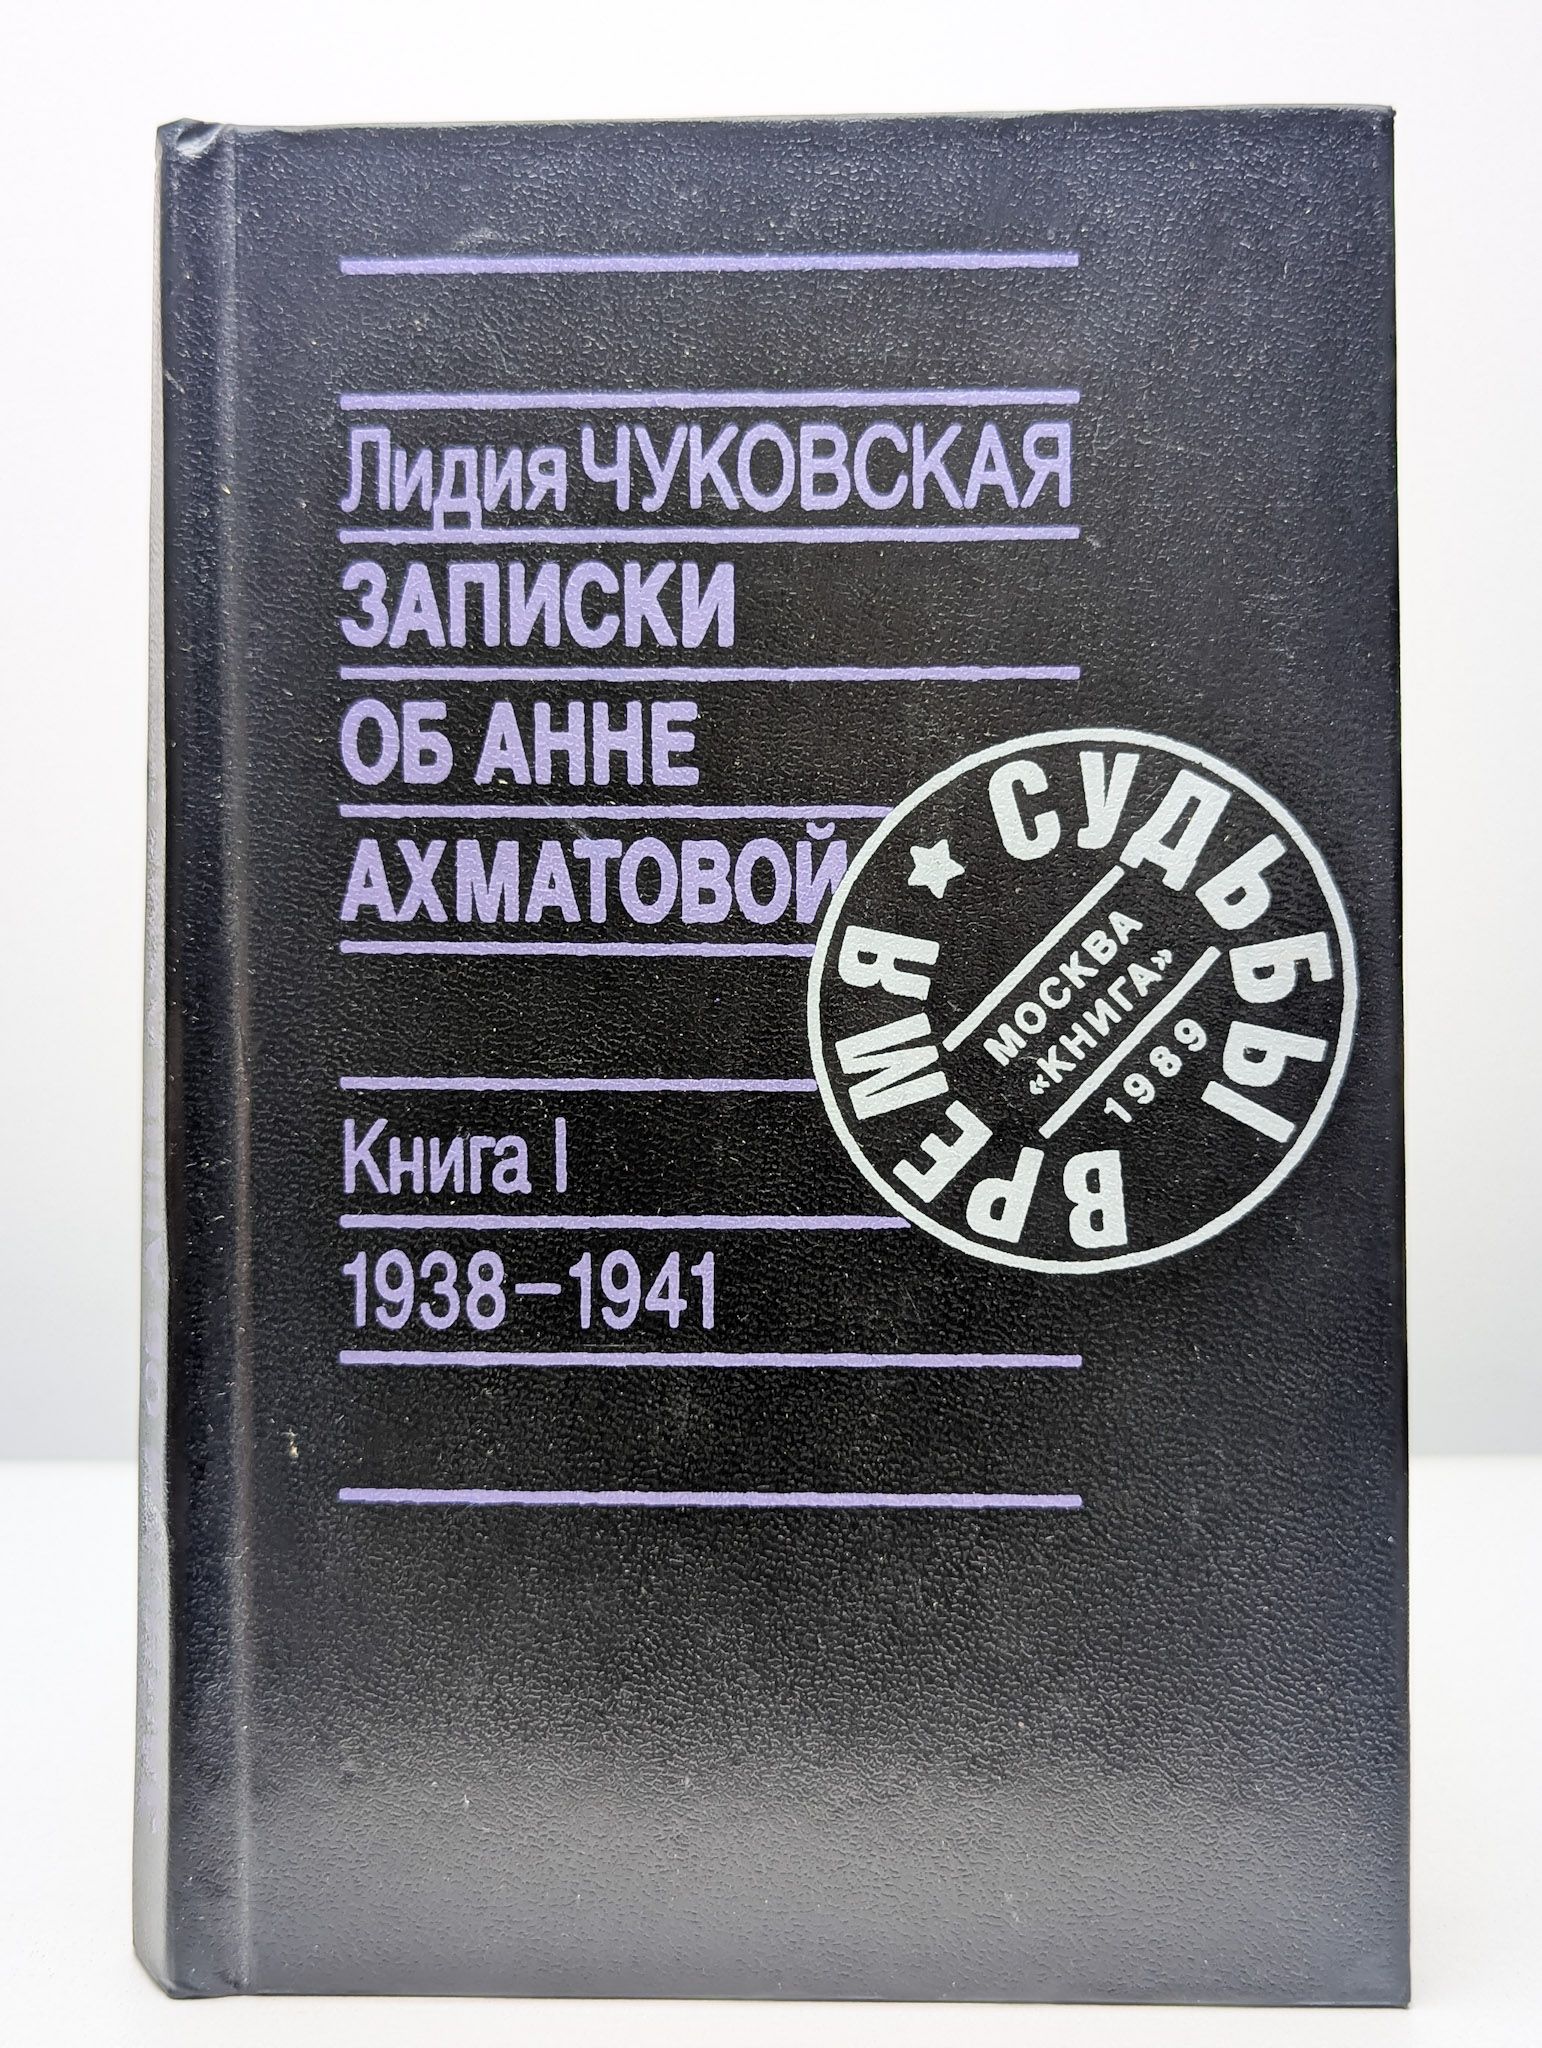 Лидия ЧУКОВСКАЯ
ЗАПИСКИ
ОБ АННЕ
АХМАТОВОЙ
Книга I
1938–1941
ВРЕМЯ ★ СУДЬБЫ
МОСКВА
«КНИГА»
1989